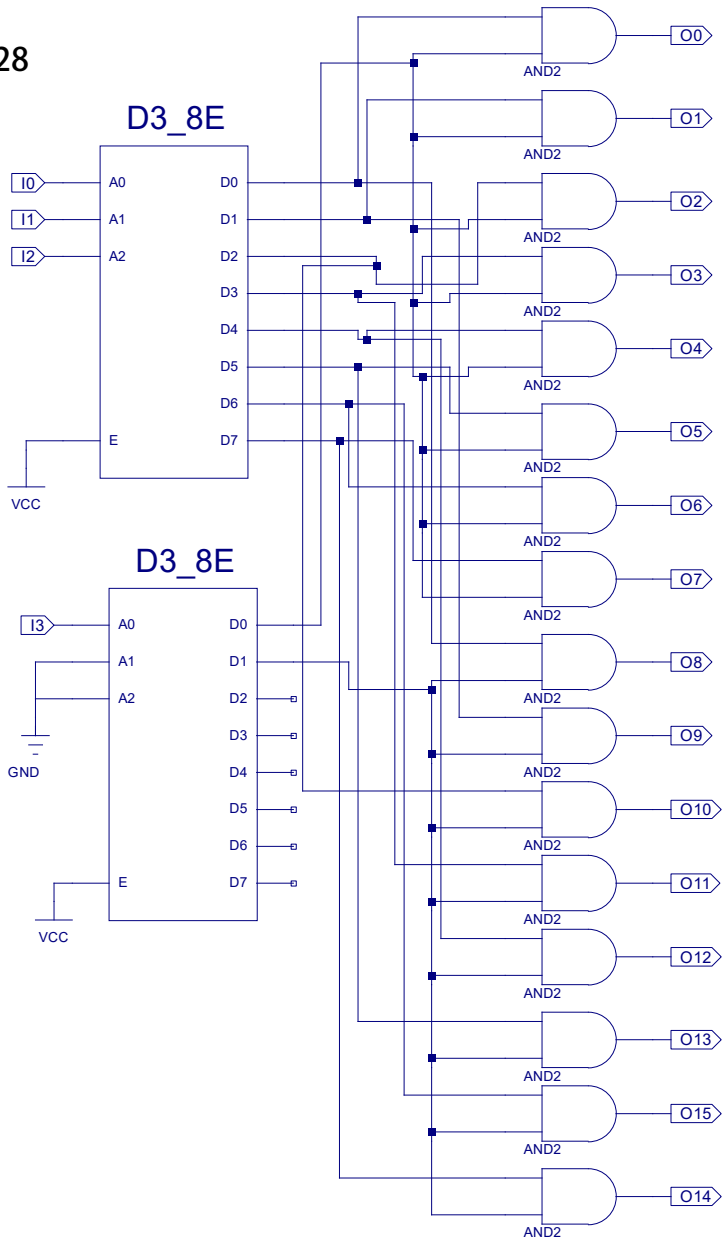 28
D3_8E
I0
A0
D0
I1
A1
D1
I2
A2
D2
D3
D4
D5
D6
E
D7
VCC
D3_8E
I3
A0
D0
A1
D1
A2
D2
D3
GND
D4
D5
D6
E
D7
VCC
AND2
O0
AND2
O1
AND2
O2
AND2
O3
AND2
O4
AND2
O5
AND2
O6
AND2
O7
AND2
O8
AND2
O9
AND2
O10
AND2
O11
AND2
O12
AND2
O13
AND2
O15
AND2
O14